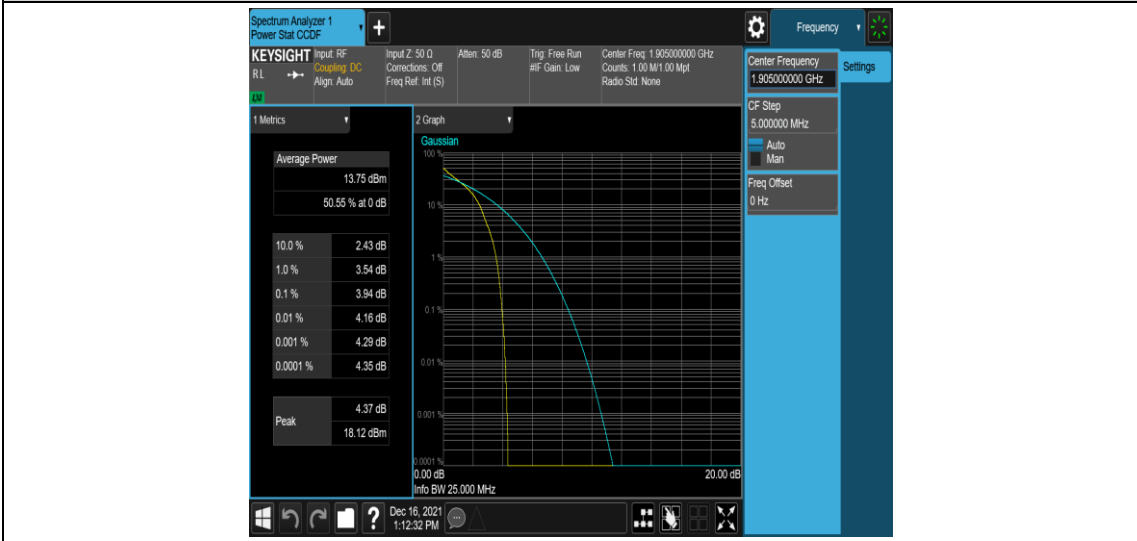 Spectrum Analyzer 1
Power Stat CCDF
Frequency
KEYSIGHT
RL
LXI
Input: RF
Coupling: DC
Align: Auto
Input Z: 50 Ω
Corrections: Off
Freq Ref: Int (S)
Atten: 50 dB
Trig: Free Run
#IF Gain: Low
Center Freq: 1.905000000 GHz
Counts: 1.00 M/1.00 Mpt
Radio Std: None
Center Frequency
1.905000000 GHz
Settings
CF Step
5.000000 MHz
Auto
Man
Freq Offset
0 Hz
1 Metrics
Average Power
13.75 dBm
50.55 % at 0 dB
10.0 % 2.43 dB
1.0 % 3.54 dB
0.1 % 3.94 dB
0.01 % 4.16 dB
0.001 % 4.29 dB
0.0001 % 4.35 dB
Peak
4.37 dB
18.12 dBm
2 Graph
Gaussian
100 %
10 %
1 %
0.1 %
0.01 %
0.001 %
0.0001 %
0.00 dB 20.00 dB
Info BW 25.000 MHz
Dec 16, 2021
1:12:32 PM